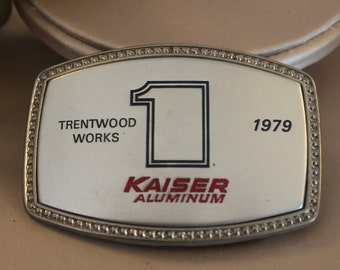 TRENTWOOD
WORKS
1
1979
KAISER
ALUMINUM